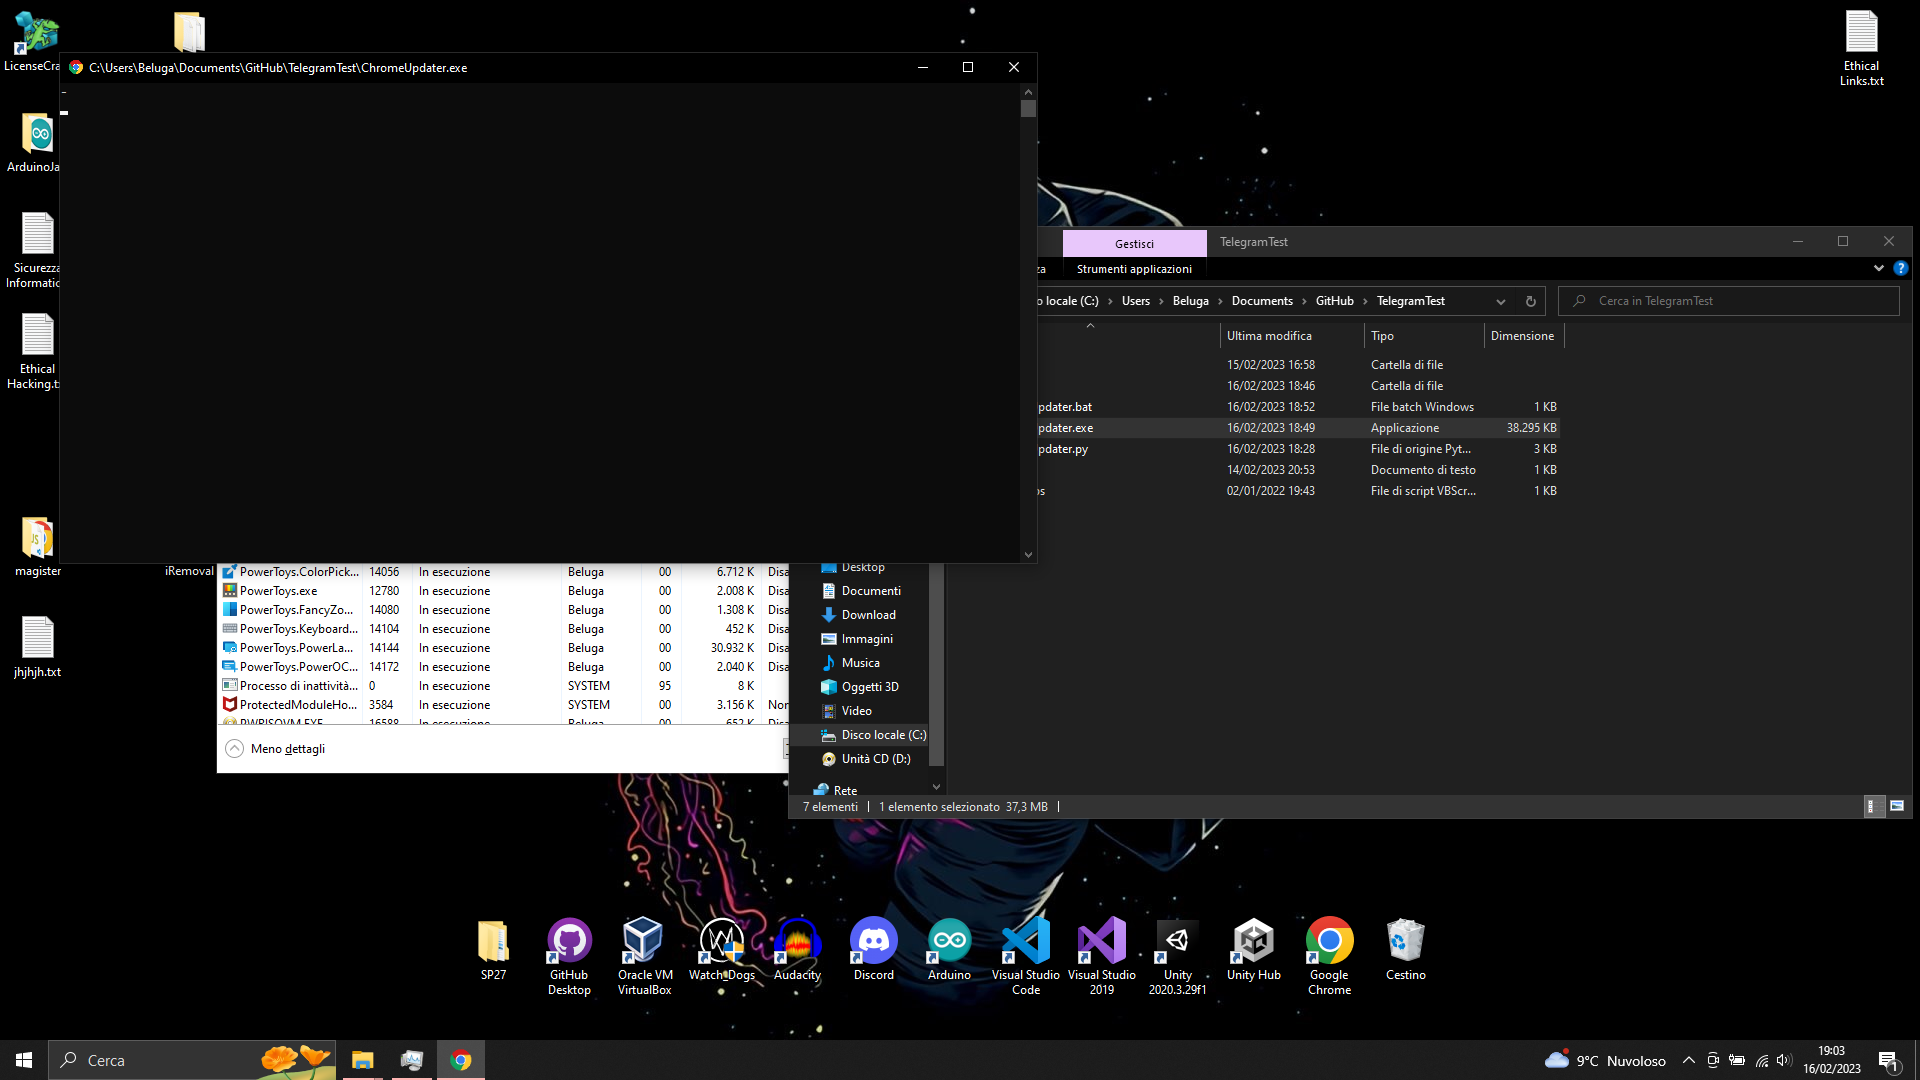 LicenseCra
Ethical
Links.txt
C:\Users\Beluga\Documents\GitHub\TelegramTest\ChromeUpdater.exe
-
ArduinoJa
Sicurezza
Informatic
Ethical
Hacking.t
magister
iRemoval
jhjhjh.txt
Gestisci
TelegramTest
za
Strumenti applicazioni
o locale (C:) > Users > Beluga > Documents > GitHub > TelegramTest
Cerca in TelegramTest
Ultima modifica Tipo Dimensione
15/02/2023 16:58 Cartella di file
16/02/2023 18:46 Cartella di file
pdater.bat 16/02/2023 18:52 File batch Windows 1 KB
pdater.exe 16/02/2023 18:49 Applicazione 38.295 KB
pdater.py 16/02/2023 18:28 File di origine Pyt... 3 KB
14/02/2023 20:53 Documento di testo 1 KB
os 02/01/2022 19:43 File di script VBScr... 1 KB
PowerToys.ColorPick... 14056 In esecuzione Beluga 00 6.712 K Disa
PowerToys.exe 12780 In esecuzione Beluga 00 2.008 K Disa
PowerToys.FancyZo... 14080 In esecuzione Beluga 00 1.308 K Disa
PowerToys.Keyboard... 14104 In esecuzione Beluga 00 452 K Disa
PowerToys.PowerLa... 14144 In esecuzione Beluga 00 30.932 K Disa
PowerToys.PowerOC... 14172 In esecuzione Beluga 00 2.040 K Disa
Processo di inattività... 0 In esecuzione SYSTEM 95 8 K
ProtectedModuleHo... 3584 In esecuzione SYSTEM 00 3.156 K Non
PWRISOVM.EXE 16588 In esecuzione Beluga 00 652 K Disa
Meno dettagli
Desktop
Documenti
Download
Immagini
Musica
Oggetti 3D
Video
Disco locale (C:)
Unità CD (D:)
Rete
7 elementi 1 elemento selezionato 37,3 MB
SP27
GitHub
Desktop
Oracle VM
VirtualBox
Watch_Dogs
Audacity
Discord
Arduino
Visual Studio
Code
Visual Studio
2019
Unity
2020.3.29f1
Unity Hub
Google
Chrome
Cestino
Cerca
9°C Nuvoloso
19:03
16/02/2023
1